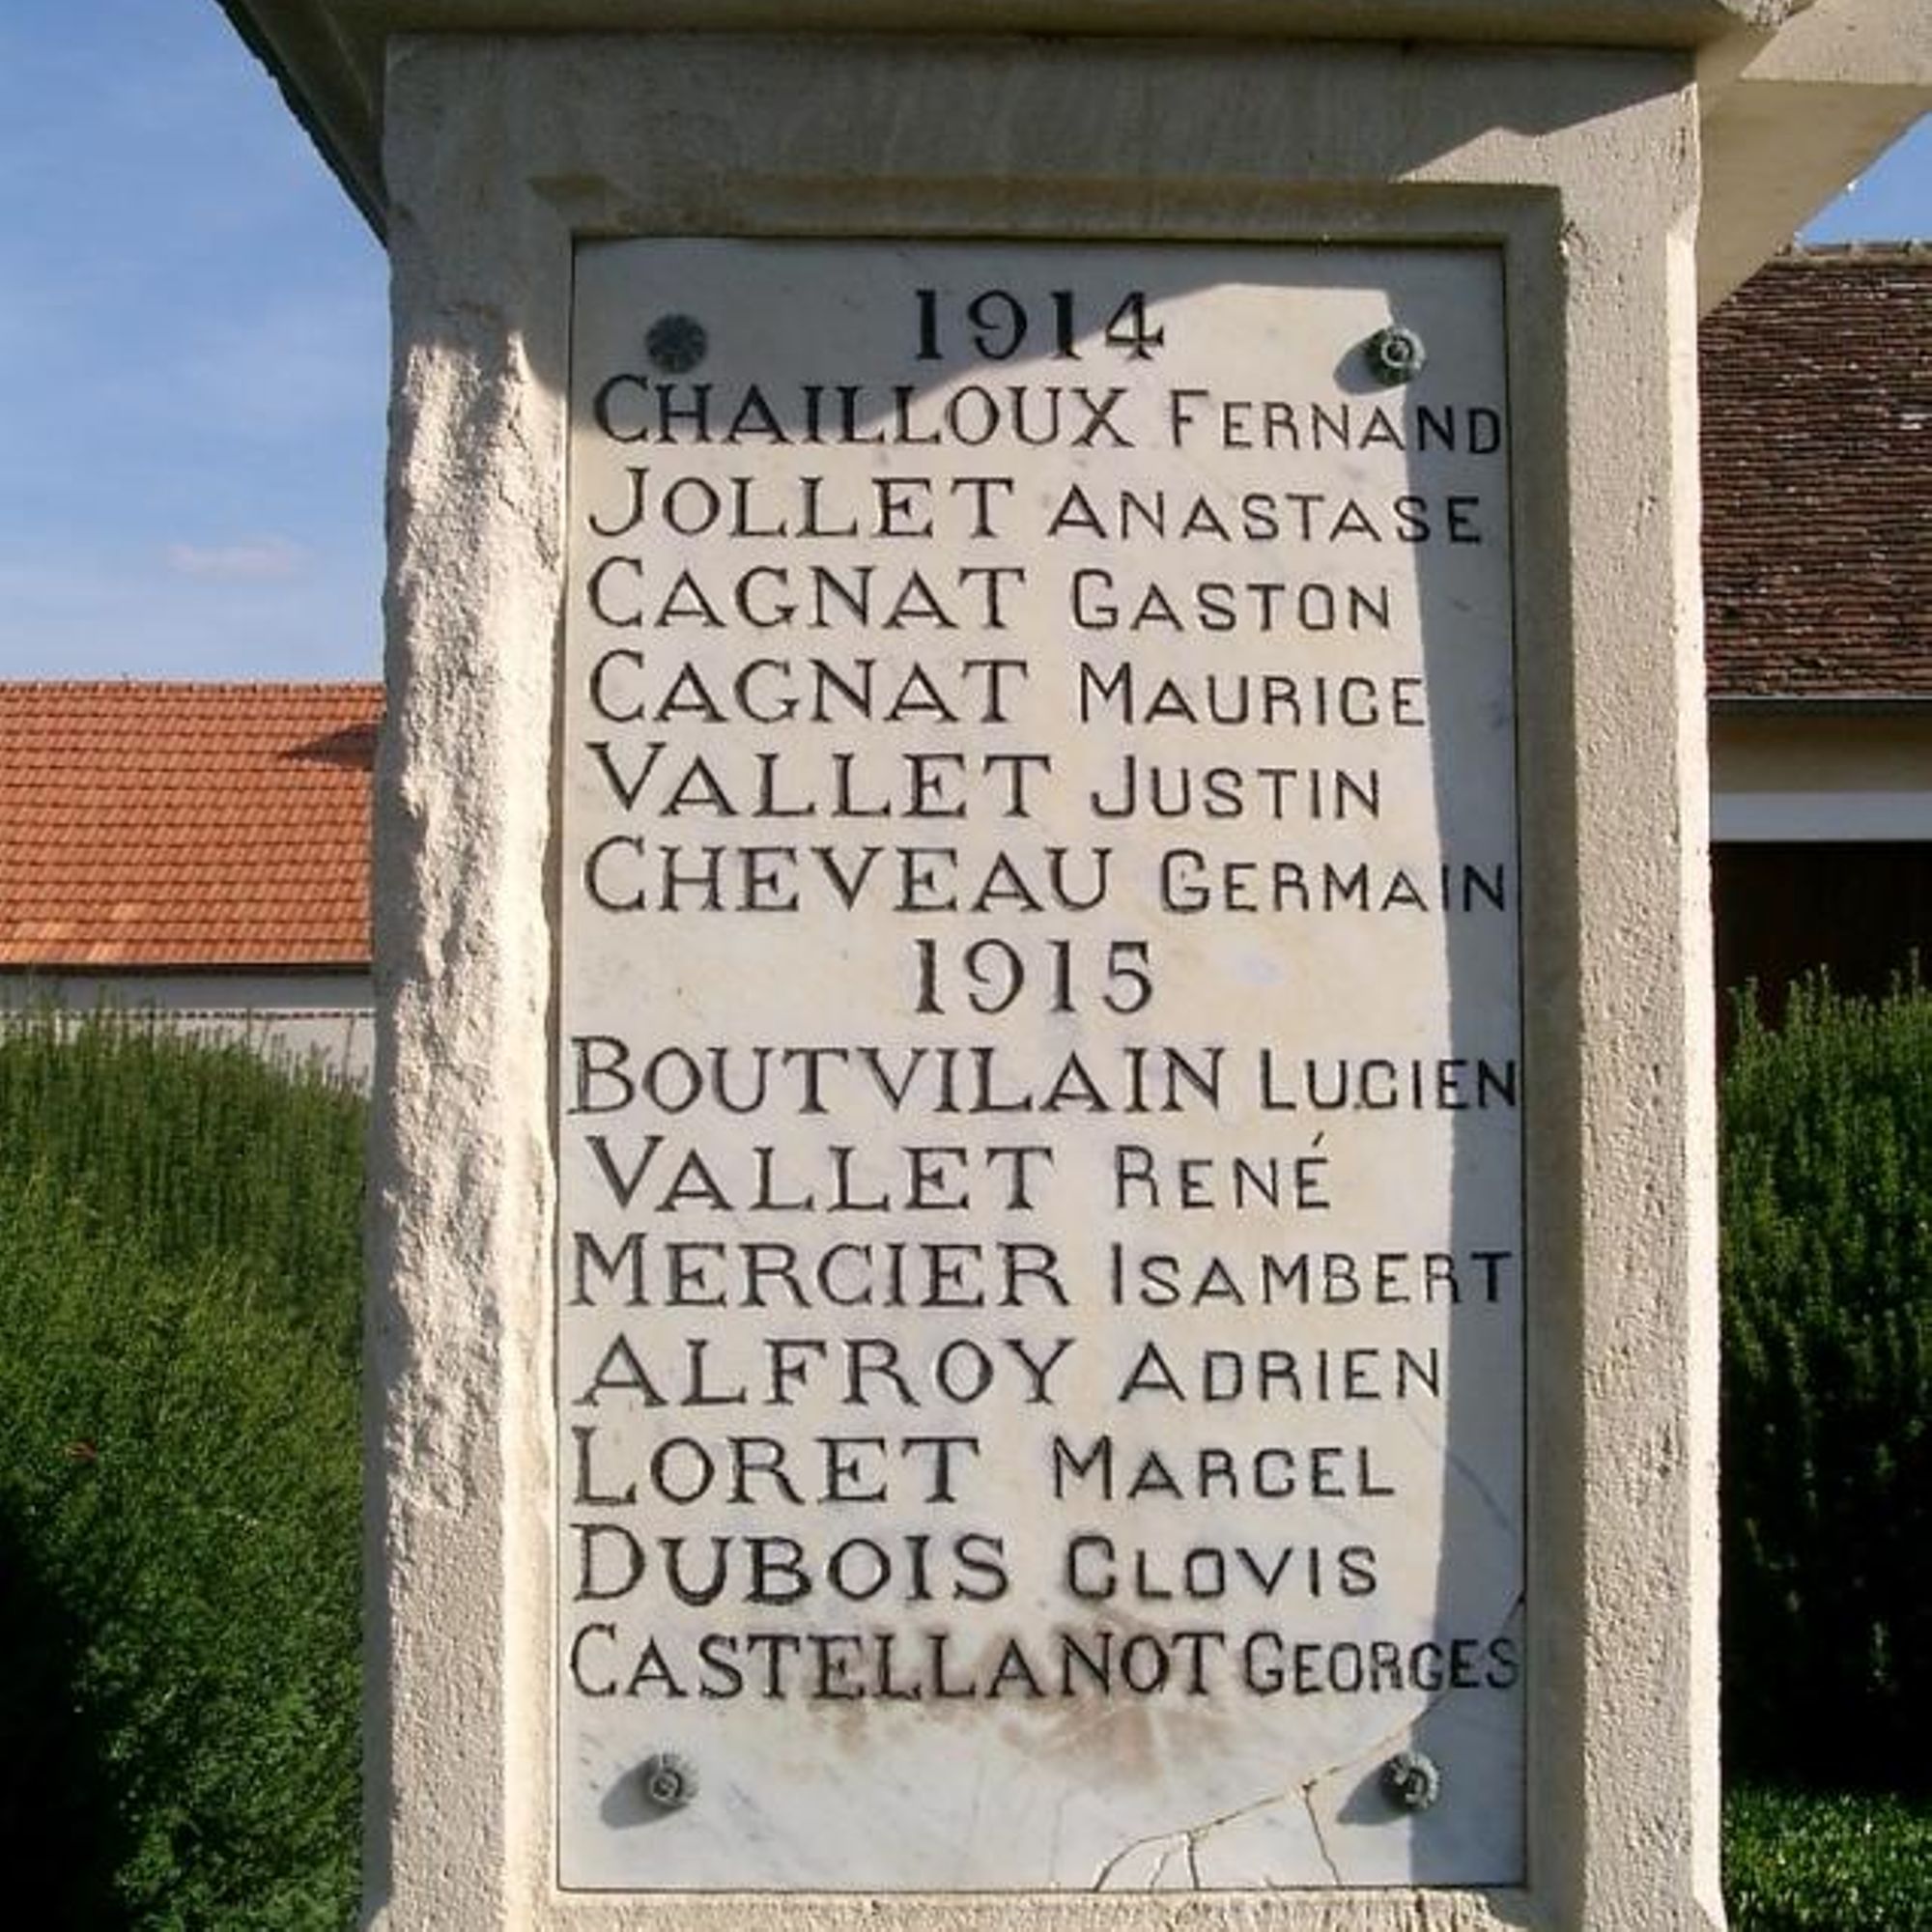 1914
CHAILLOUX FERNAND
JOLLET ANASTASE
CAGNAT GASTON
CAGNAT MAURICE
VALLET JUSTIN
CHEVEAU GERMAIN
1915
BOUTVILAIN LUCIEN
VALLET RENÉ
MERCIER ISAMBERT
ALFROY ADRIEN
LORET MARCEL
DUBOIS CLOVIS
CASTELLANOT GEORGES